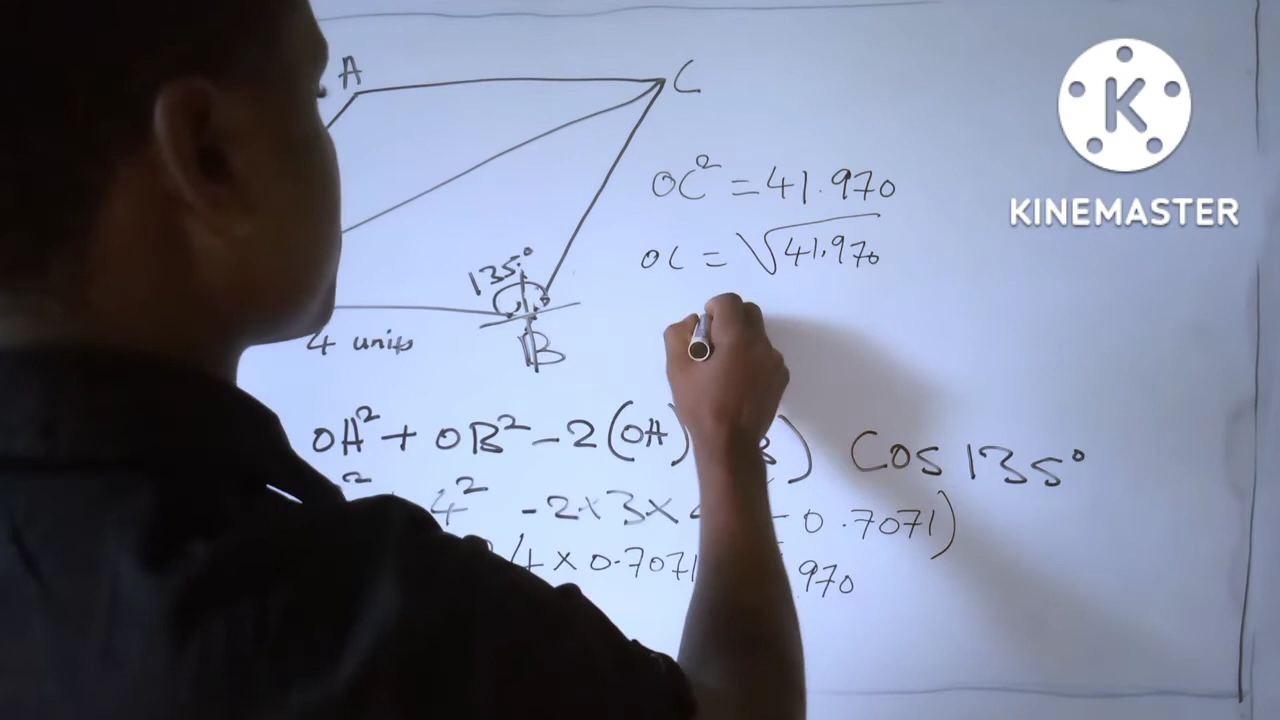 A
C
OC² = 41.970
OC = √41.970
135°
4 units
B
OA² + OB² - 2(OA) ) Cos 135°
² 4² - 2 × 3 × - 0.7071)
4 × 0.7071 970
K
KINEMASTER